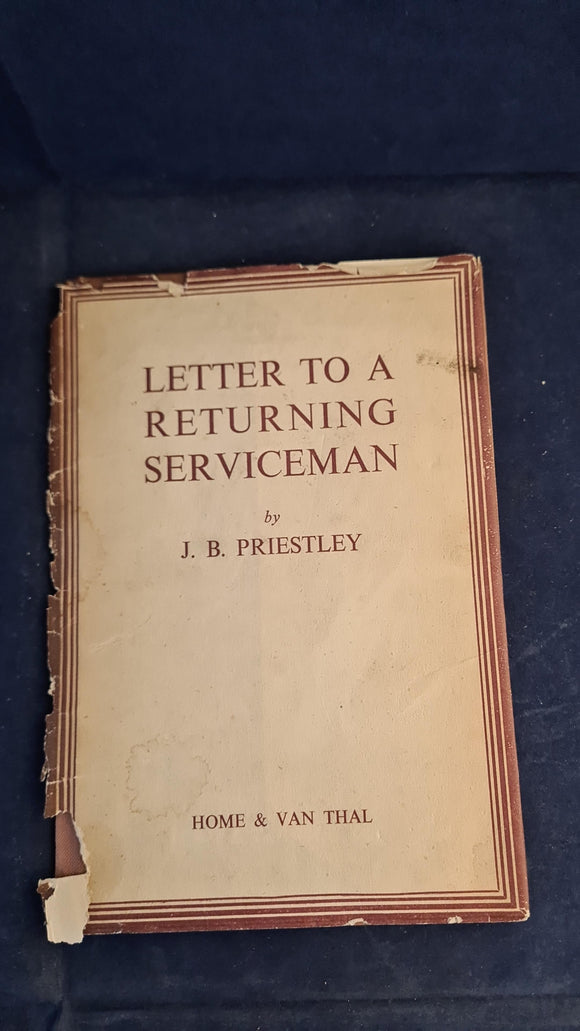 LETTER TO A
RETURNING
SERVICEMAN
by
J. B. PRIESTLEY
HOME & VAN THAL